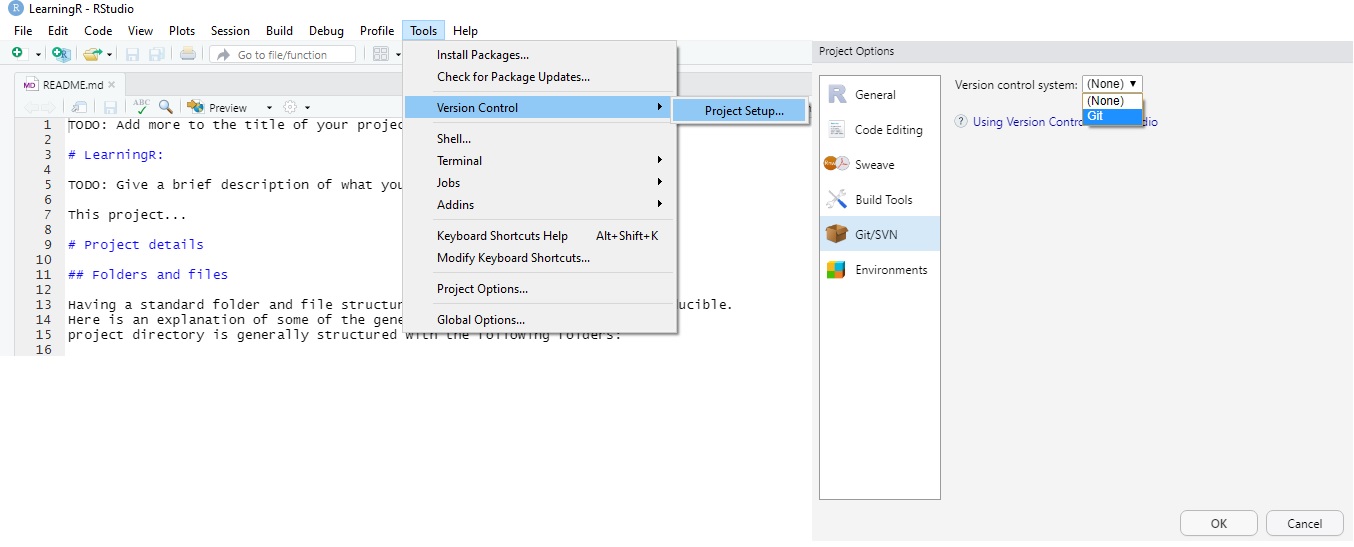 LearningR - RStudio
File Edit Code View Plots Session Build Debug Profile Tools Help
Go to file/function
README.md
ABC
Preview
1 TODO: Add more to the title of your projec
2
3 # LearningR:
4
5 TODO: Give a brief description of what you
6
7 This project...
8
9 # Project details
10
11 ## Folders and files
12
13 Having a standard folder and file structur ucible.
14 Here is an explanation of some of the gene
15 project directory is generally structured with the following folders:
16
Install Packages...
Check for Package Updates...
Version Control
Project Setup...
Shell...
Terminal
Jobs
Addins
Keyboard Shortcuts Help Alt+Shift+K
Modify Keyboard Shortcuts...
Project Options...
Global Options...
Project Options
General
Code Editing
Sweave
Build Tools
Git/SVN
Environments
Version control system: (None)
(None)
Git
Using Version Contro dio
OK Cancel